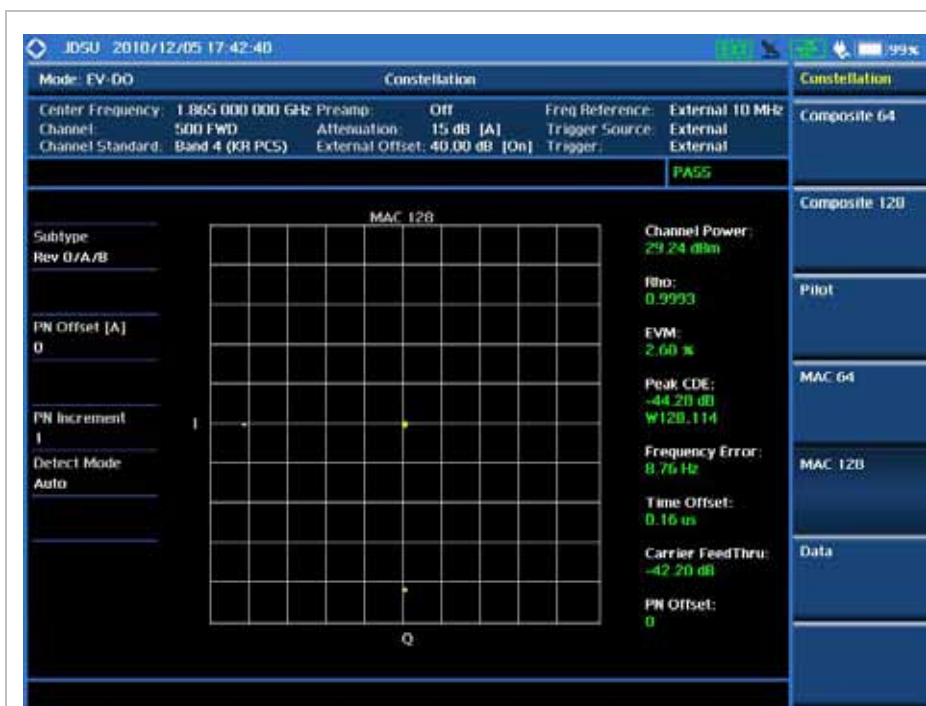 JDSU 2010/12/05 17:42:40
99%
Mode: EV-DO
Constellation
Constellation
Center Frequency: 1.865 000 000 GHz Preamp: Off Freq Reference: External 10 MHz
Channel: 500 FWD Attenuation: 15 dB [A] Trigger Source: External
Channel Standard: Band 4 (KR PCS) External Offset: 40.00 dB [On] Trigger: External
PASS
MAC 128
Subtype
Rev 0/A/B
PN Offset [A]
0
PN Increment
1
Detect Mode
Auto
I
Q
Channel Power:
29.24 dBm
Rho:
0.9993
EVM:
2.60 %
Peak CDE:
-44.20 dB
W128.114
Frequency Error:
8.76 Hz
Time Offset:
0.16 us
Carrier FeedThru:
-42.20 dB
PN Offset:
0
Composite 64
Composite 128
Pilot
MAC 64
MAC 128
Data